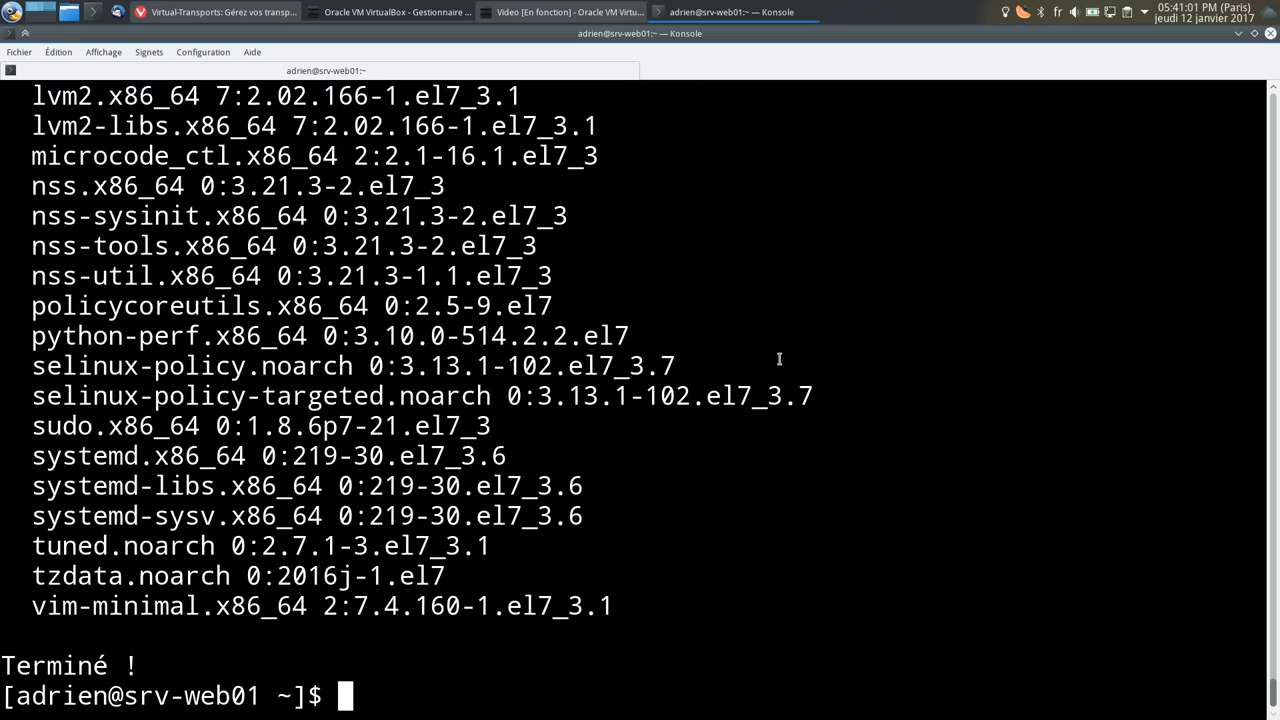 Virtual-Transports: Gérez vos transp...
Oracle VM VirtualBox - Gestionnaire ...
Video [En fonction] - Oracle VM Virtu...
adrien@srv-web01:~ — Konsole
fr
05:41:01 PM (Paris)
jeudi 12 janvier 2017
adrien@srv-web01:~ — Konsole
Fichier Édition Affichage Signets Configuration Aide
adrien@srv-web01:~
lvm2.x86_64 7:2.02.166-1.el7_3.1
lvm2-libs.x86_64 7:2.02.166-1.el7_3.1
microcode_ctl.x86_64 2:2.1-16.1.el7_3
nss.x86_64 0:3.21.3-2.el7_3
nss-sysinit.x86_64 0:3.21.3-2.el7_3
nss-tools.x86_64 0:3.21.3-2.el7_3
nss-util.x86_64 0:3.21.3-1.1.el7_3
policycoreutils.x86_64 0:2.5-9.el7
python-perf.x86_64 0:3.10.0-514.2.2.el7
selinux-policy.noarch 0:3.13.1-102.el7_3.7
selinux-policy-targeted.noarch 0:3.13.1-102.el7_3.7
sudo.x86_64 0:1.8.6p7-21.el7_3
systemd.x86_64 0:219-30.el7_3.6
systemd-libs.x86_64 0:219-30.el7_3.6
systemd-sysv.x86_64 0:219-30.el7_3.6
tuned.noarch 0:2.7.1-3.el7_3.1
tzdata.noarch 0:2016j-1.el7
vim-minimal.x86_64 2:7.4.160-1.el7_3.1
Terminé !
[adrien@srv-web01 ~]$